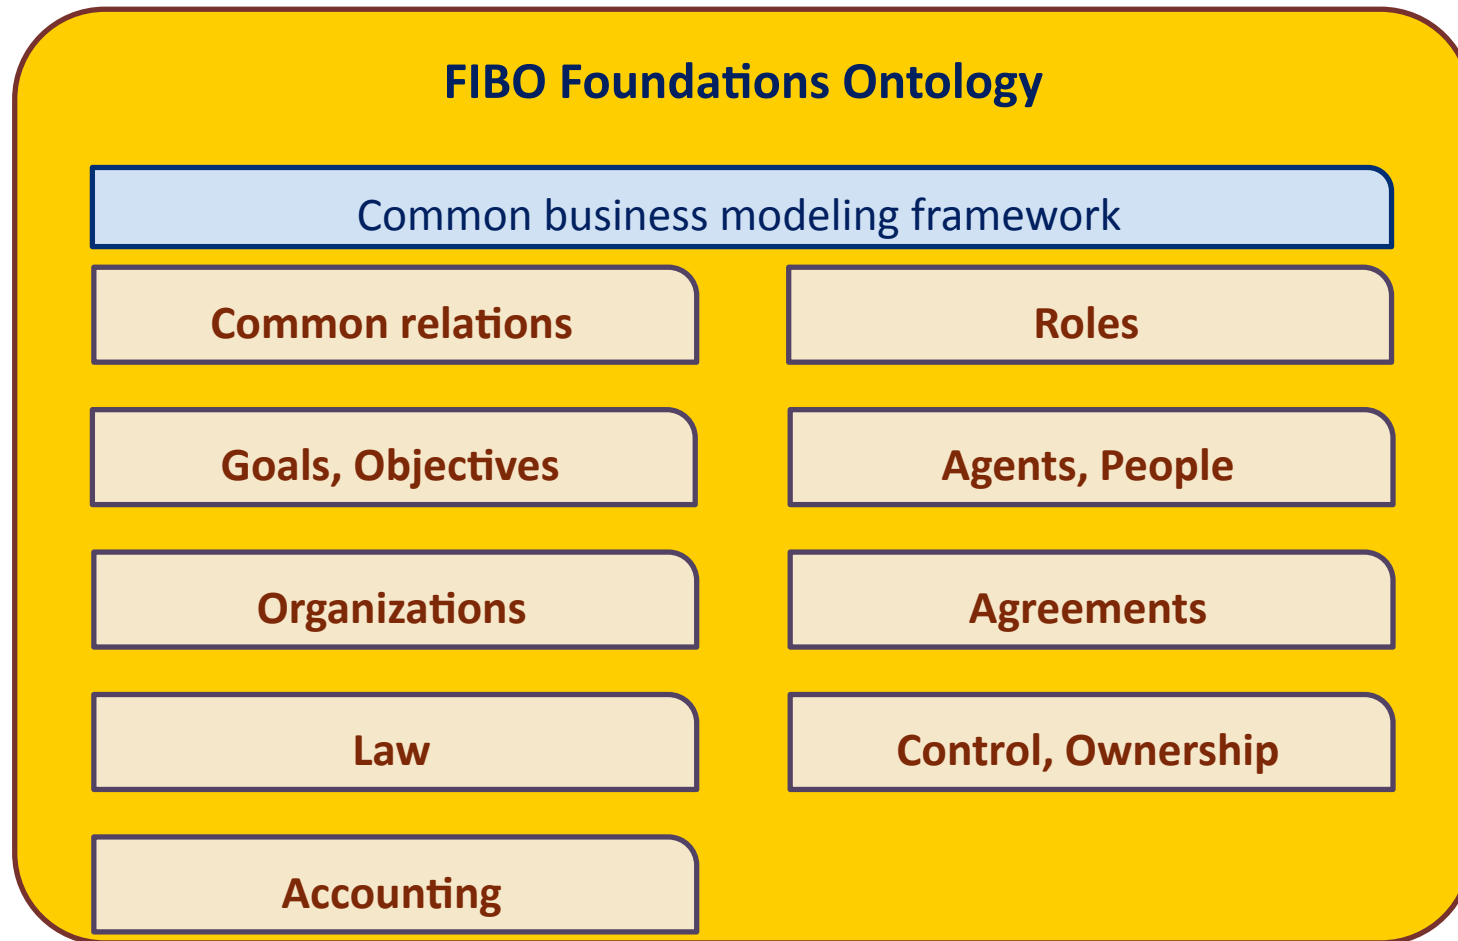 FIBO Foundations Ontology
Common business modeling framework
Common relations
Roles
Goals, Objectives
Agents, People
Organizations
Agreements
Law
Control, Ownership
Accounting